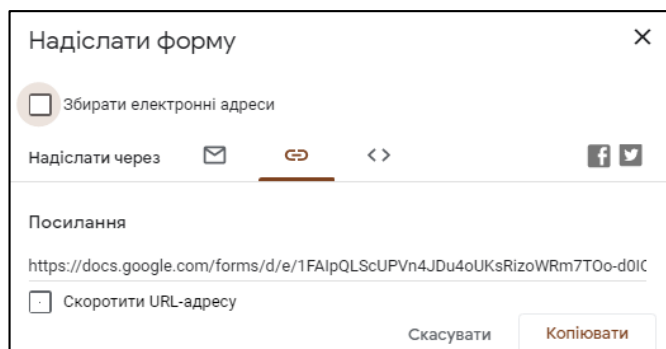 Надіслати форму
Збирати електронні адреси
Надіслати через
Посилання
https://docs.google.com/forms/d/e/1FAIpQLScUPVn4JDu4oUKsRizoWRm7TOo-d0IC
Скоротити URL-адресу
Скасувати Копіювати